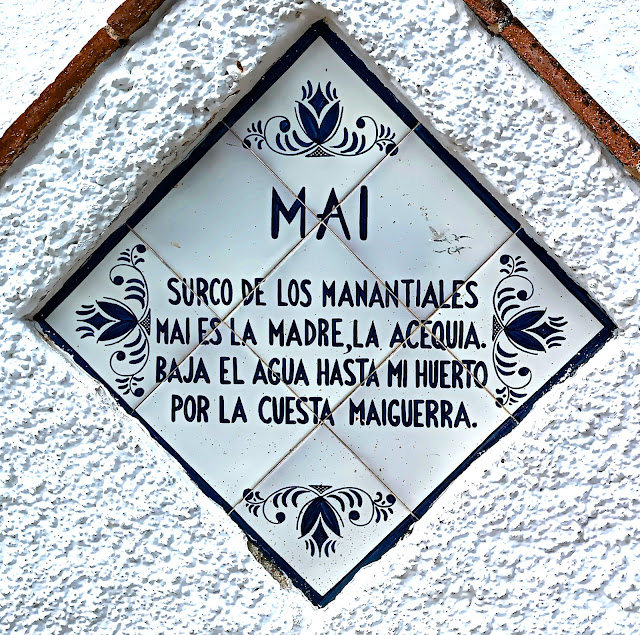 MAI
SURCO DE LOS MANANTIALES
MAI ES LA MADRE, LA ACEQUIA.
BAJA EL AGUA HASTA MI HUERTO
POR LA CUESTA MAIGUERRA.